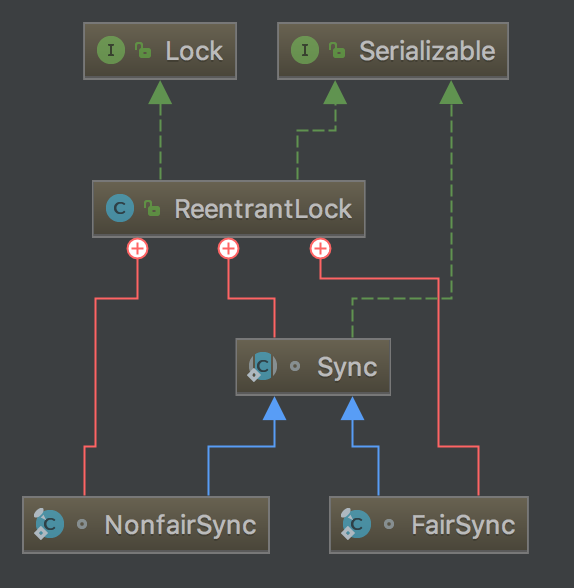 I Lock
I Serializable
C ReentrantLock
C Sync
C NonfairSync
C FairSync